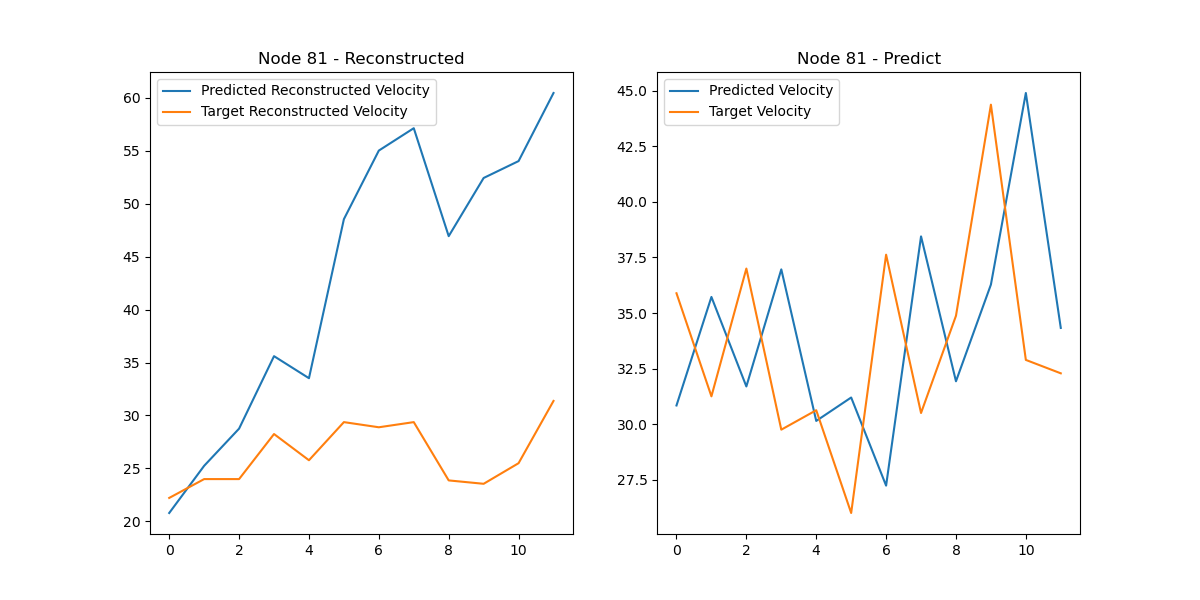 Node 81 - Reconstructed
Predicted Reconstructed Velocity
Target Reconstructed Velocity
60
55
50
45
40
35
30
25
20
0 2 4 6 8 10
Node 81 - Predict
Predicted Velocity
Target Velocity
45.0
42.5
40.0
37.5
35.0
32.5
30.0
27.5
0 2 4 6 8 10